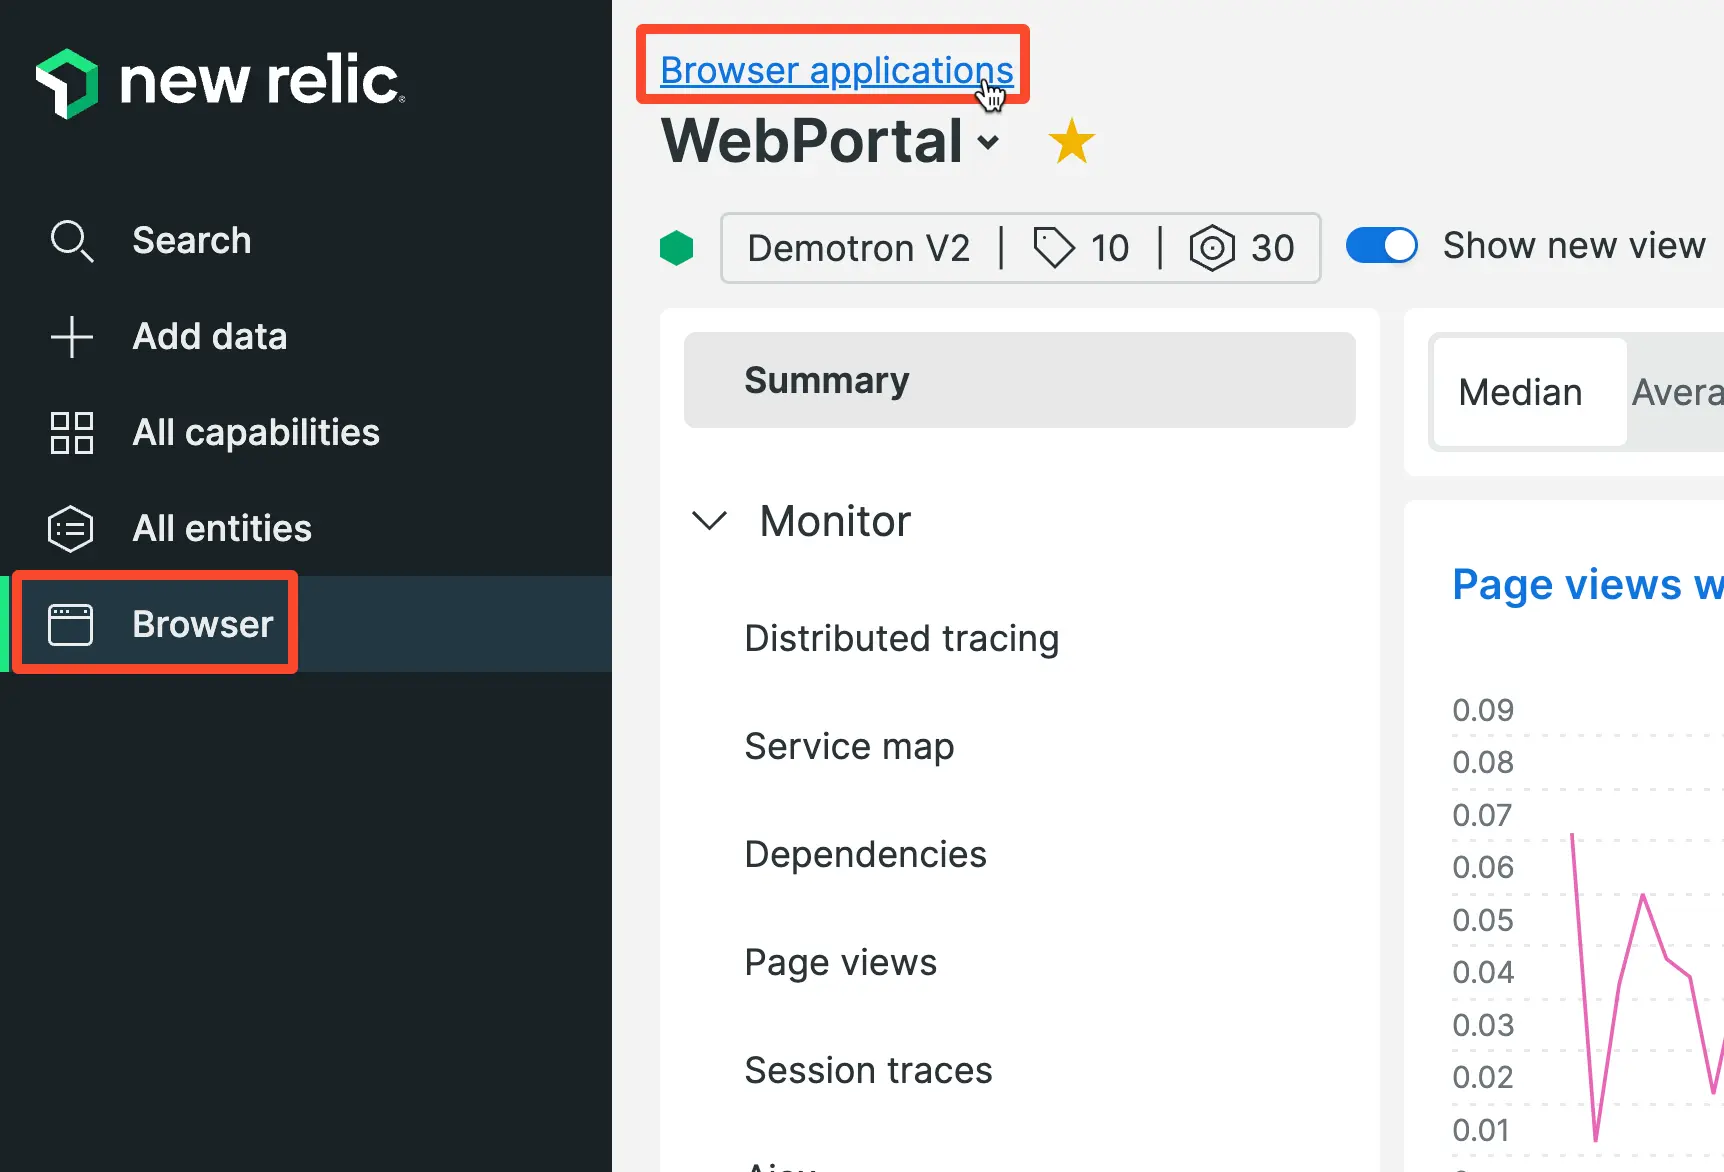 new relic
Search
Add data
All capabilities
All entities
Browser
Browser applications
WebPortal
Demotron V2 | 10 | 30
Show new view
Summary
Monitor
Distributed tracing
Service map
Dependencies
Page views
Session traces
Median
Page views
0.09
0.08
0.07
0.06
0.05
0.04
0.03
0.02
0.01